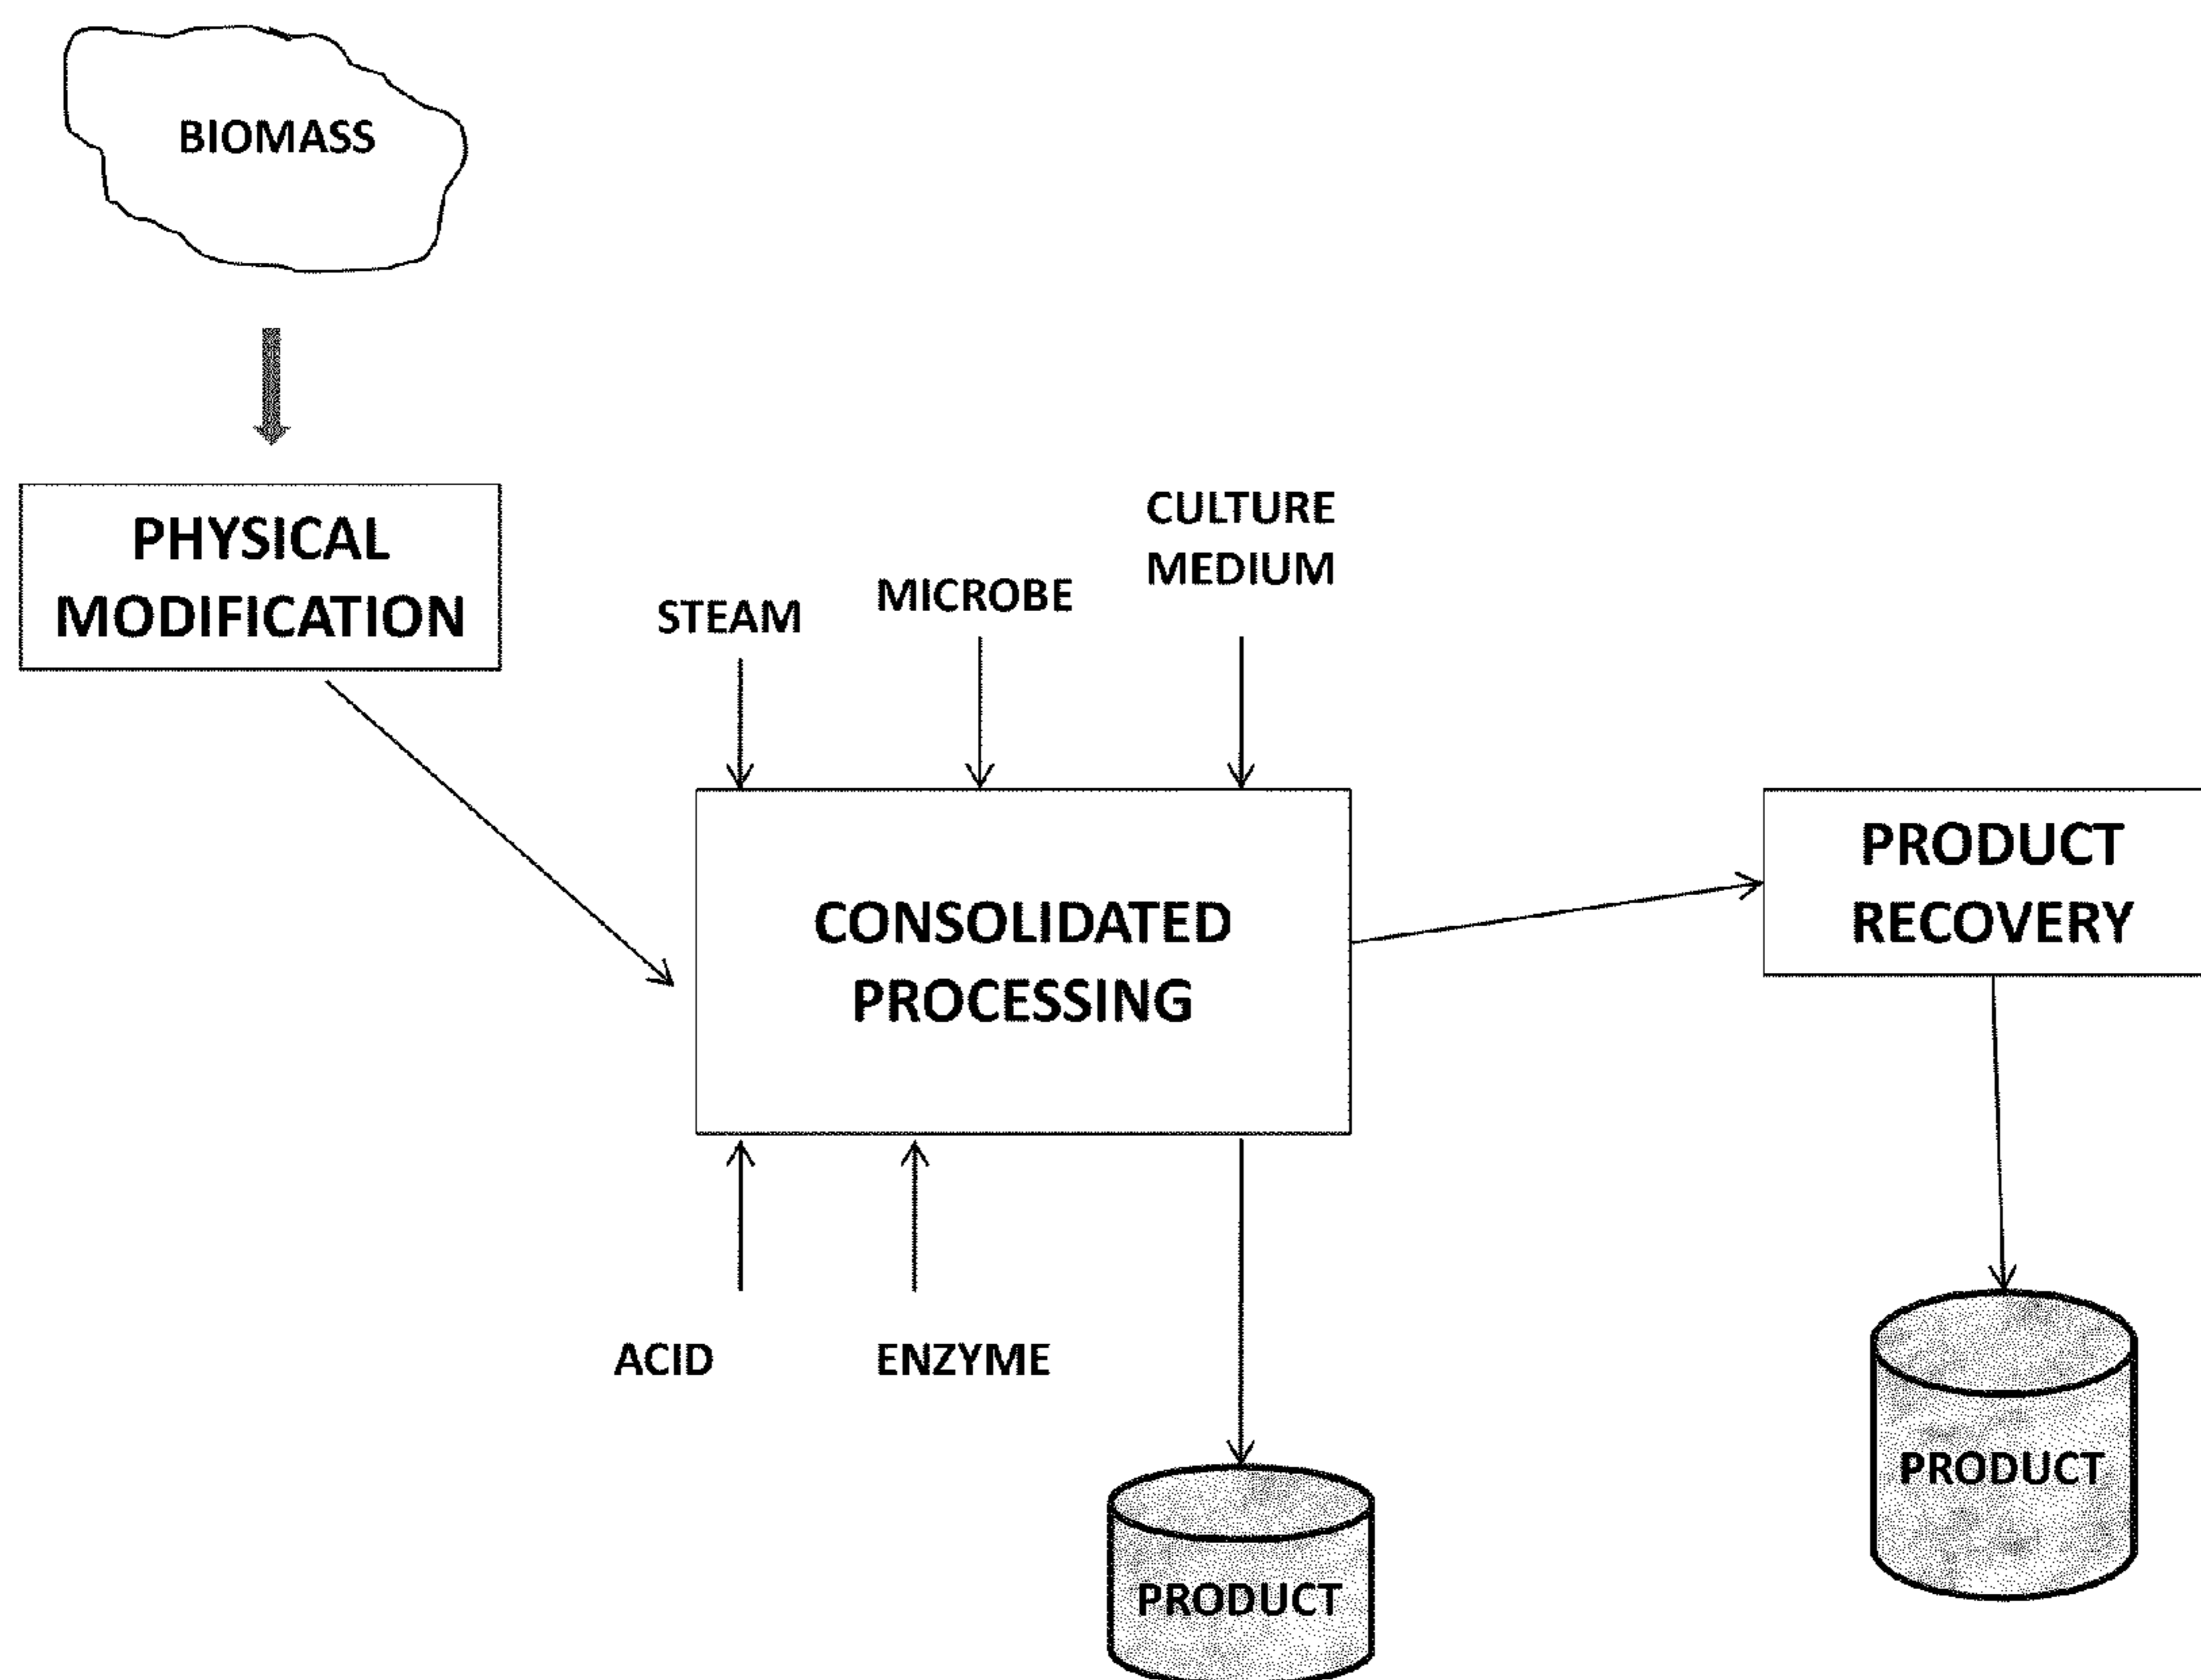 BIOMASS
PHYSICAL
MODIFICATION
STEAM
MICROBE
CULTURE
MEDIUM
CONSOLIDATED
PROCESSING
PRODUCT
RECOVERY
ACID
ENZYME
PRODUCT
PRODUCT